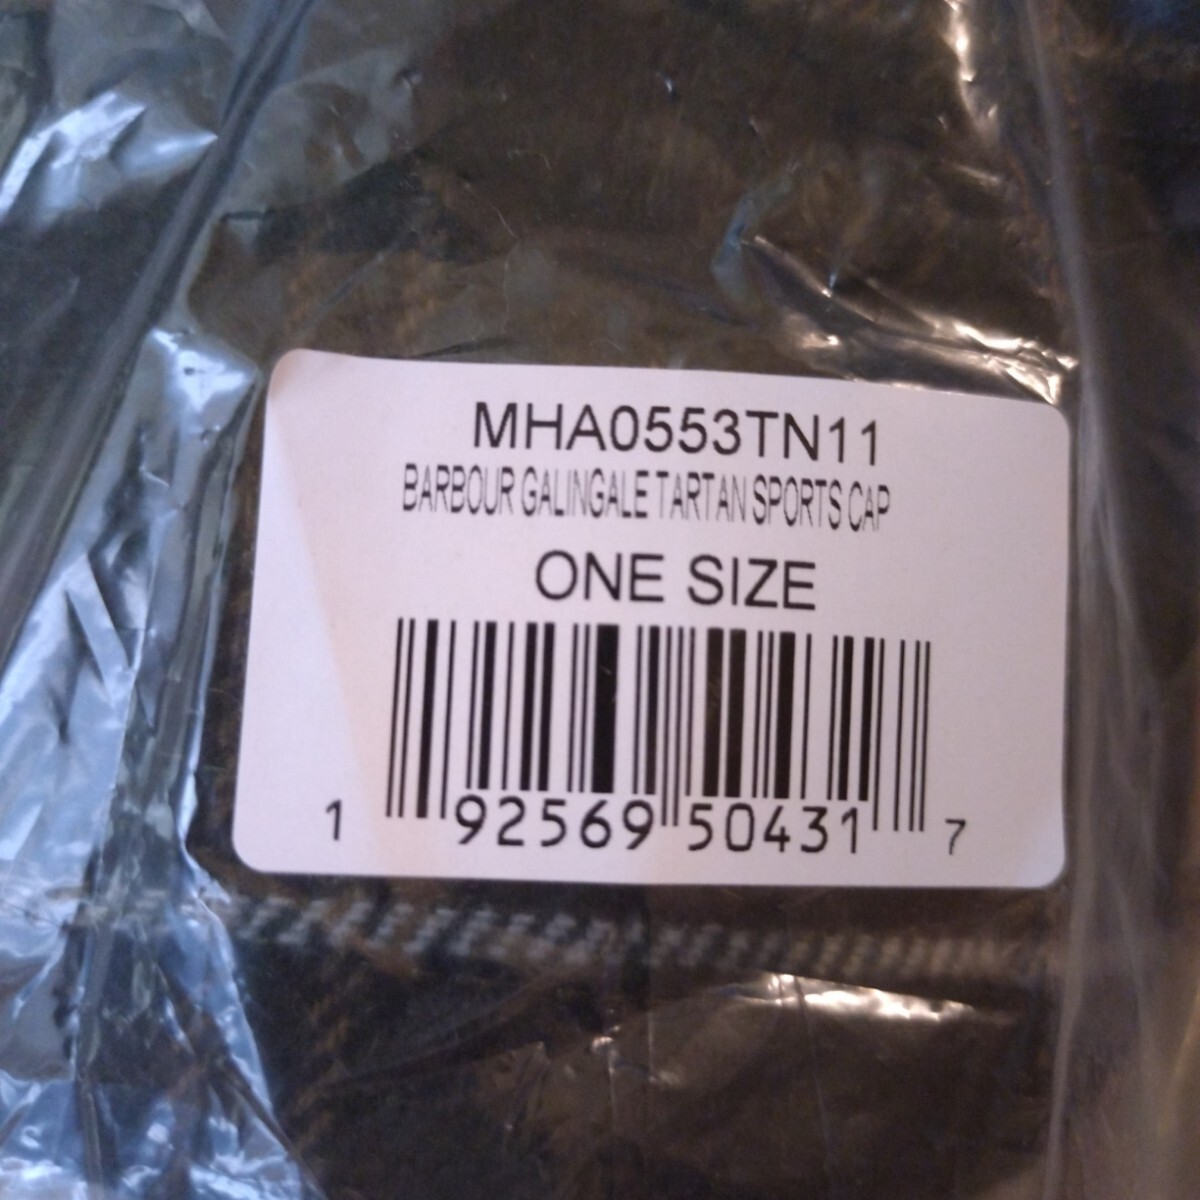 MHA0553TN11
BARBOUR GALINGALE TARTAN SPORTS CAP
ONE SIZE
1 92569 50431 7